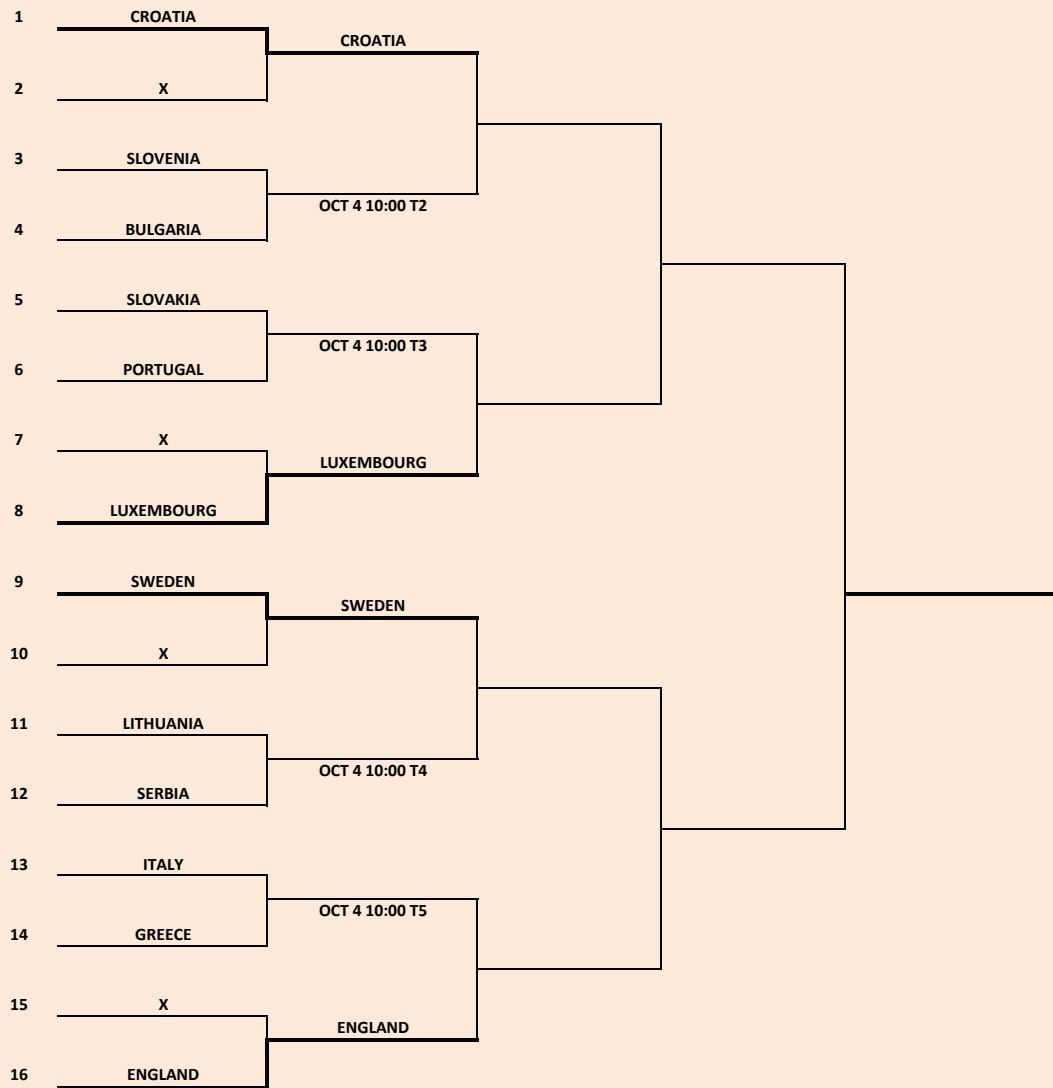 1 CROATIA
CROATIA
2 X
3 SLOVENIA
OCT 4 10:00 T2
4 BULGARIA
5 SLOVAKIA
OCT 4 10:00 T3
6 PORTUGAL
7 X
LUXEMBOURG
8 LUXEMBOURG
9 SWEDEN
SWEDEN
10 X
11 LITHUANIA
OCT 4 10:00 T4
12 SERBIA
13 ITALY
OCT 4 10:00 T5
14 GREECE
15 X
ENGLAND
16 ENGLAND